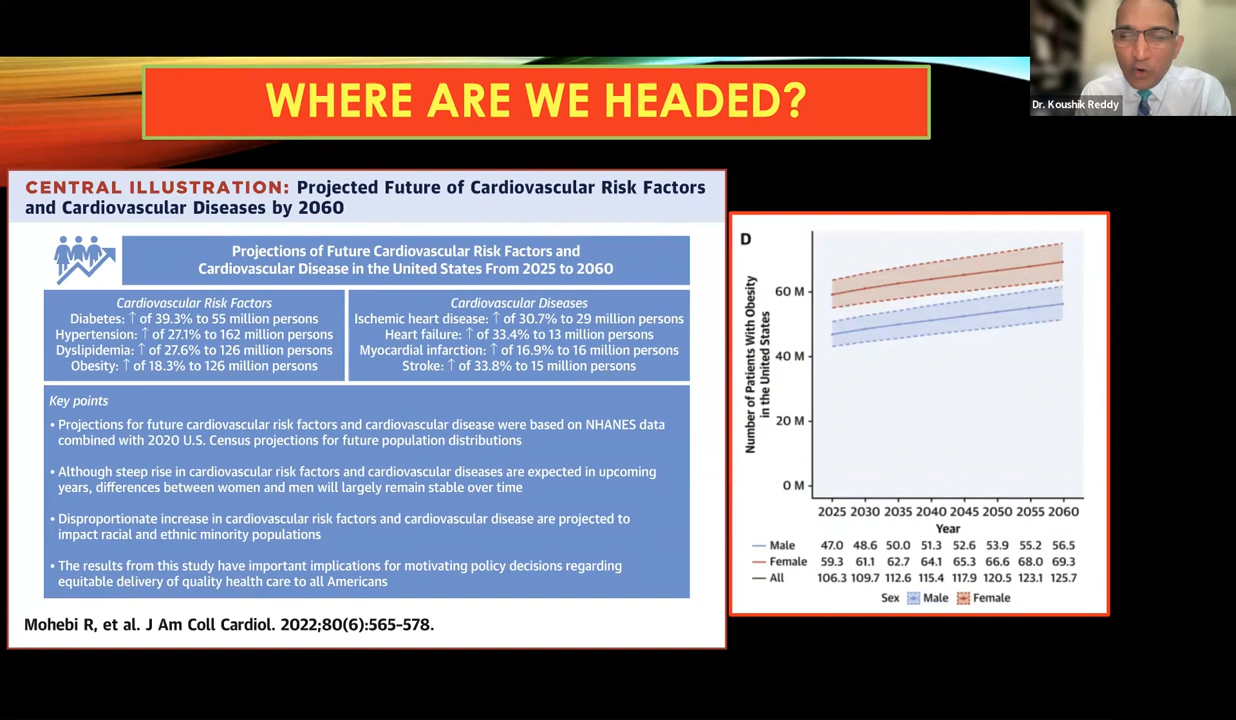 WHERE ARE WE HEADED?
Dr. Koushik Reddy
CENTRAL ILLUSTRATION: Projected Future of Cardiovascular Risk Factors
and Cardiovascular Diseases by 2060
Projections of Future Cardiovascular Risk Factors and
Cardiovascular Disease in the United States From 2025 to 2060
Cardiovascular Risk Factors
Diabetes: ↑ of 39.3% to 55 million persons
Hypertension: ↑ of 27.1% to 162 million persons
Dyslipidemia: ↑ of 27.6% to 126 million persons
Obesity: ↑ of 18.3% to 126 million persons
Cardiovascular Diseases
Ischemic heart disease: ↑ of 30.7% to 29 million persons
Heart failure: ↑ of 33.4% to 13 million persons
Myocardial infarction: ↑ of 16.9% to 16 million persons
Stroke: ↑ of 33.8% to 15 million persons
Key points
• Projections for future cardiovascular risk factors and cardiovascular disease were based on NHANES data
combined with 2020 U.S. Census projections for future population distributions
• Although steep rise in cardiovascular risk factors and cardiovascular diseases are expected in upcoming
years, differences between women and men will largely remain stable over time
• Disproportionate increase in cardiovascular risk factors and cardiovascular disease are projected to
impact racial and ethnic minority populations
• The results from this study have important implications for motivating policy decisions regarding
equitable delivery of quality health care to all Americans
Mohebi R, et al. J Am Coll Cardiol. 2022;80(6):565-578.
D
Number of Patients With Obesity
in the United States
60 M
40 M
20 M
0 M
2025 2030 2035 2040 2045 2050 2055 2060
Year
Male 47.0 48.6 50.0 51.3 52.6 53.9 55.2 56.5
Female 59.3 61.1 62.7 64.1 65.3 66.6 68.0 69.3
All 106.3 109.7 112.6 115.4 117.9 120.5 123.1 125.7
Sex Male Female